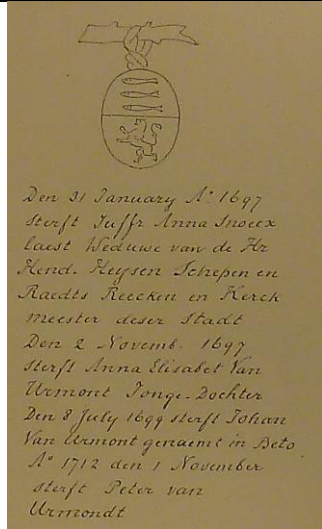 Den 31 January Aº 1697
sterft Juffr Anna Snoecx
laest Weduwe van de Hr
Hend. Heysen Schepen en
Raedts Reecken en Kerck
meester deser Stadt
Den 2 Novemb. 1697
sterft Anna Elisabet Van
Urmont Jonge-Dochter
Den 8 July 1699 sterft Johan
Van Urmont genaemt in Beto
Aº 1712 den 1 November
sterft Peter van
Urmondt